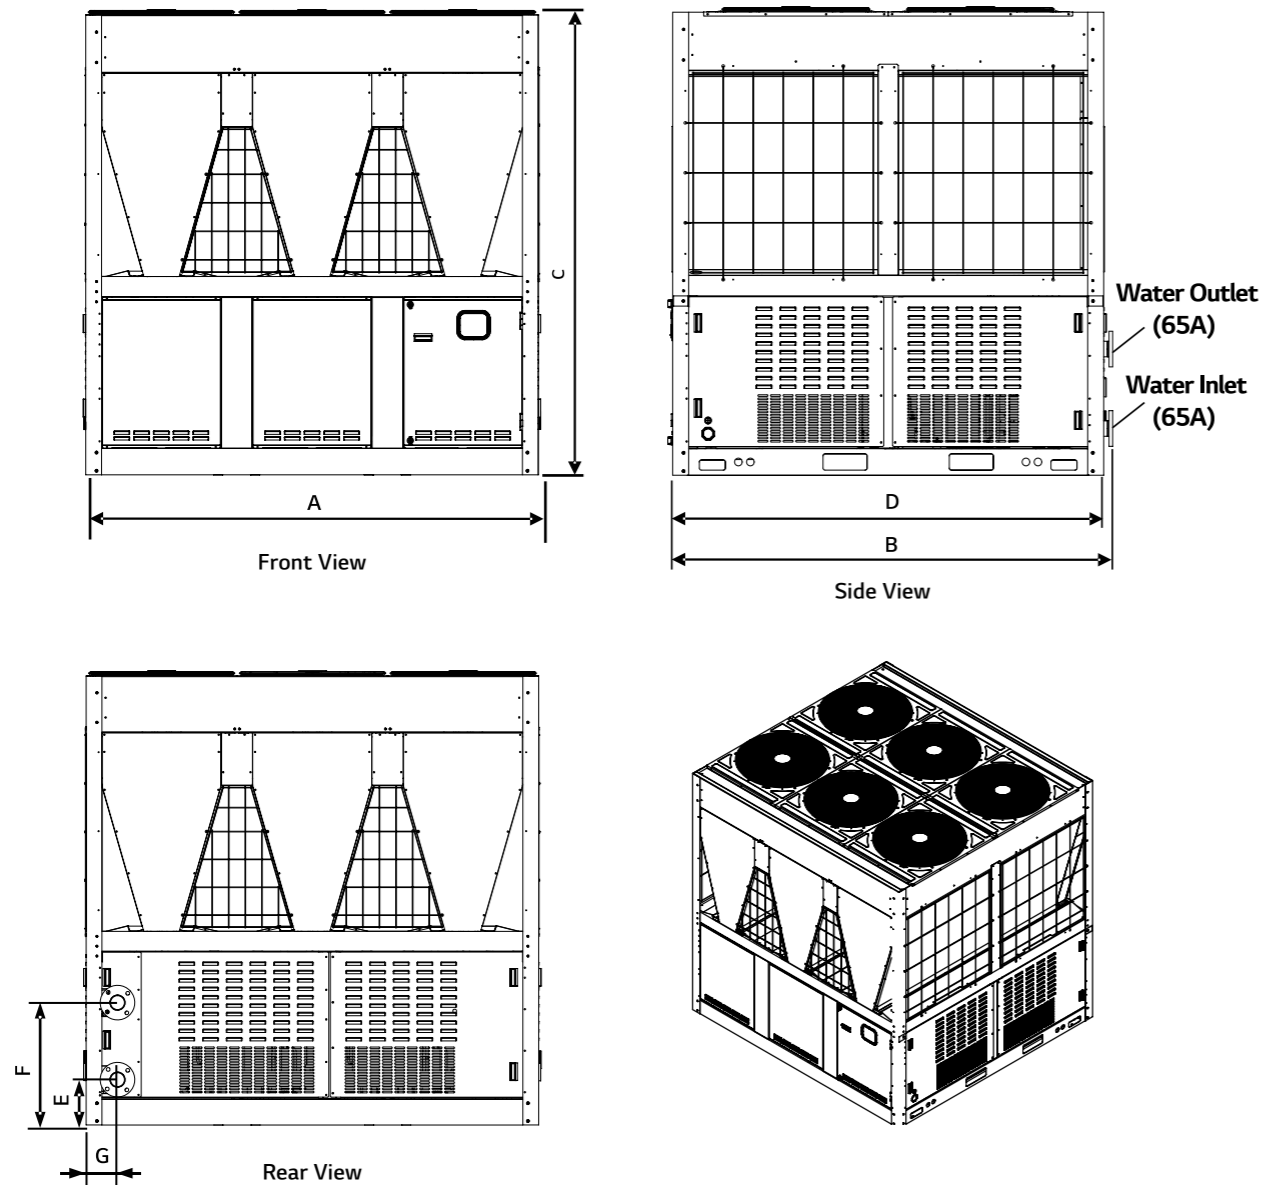 C
Water Outlet
(65A)
Water Inlet
(65A)
A
D
B
Front View
Side View
F
E
G
Rear View